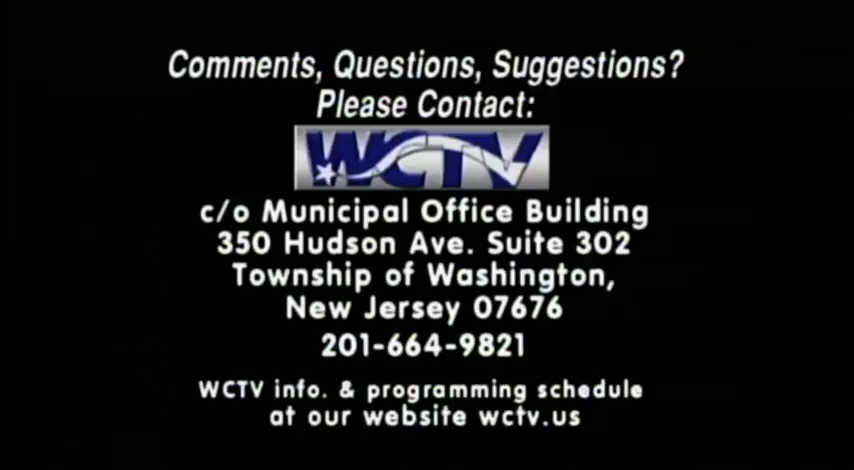 Comments, Questions, Suggestions?
Please Contact:
WCTV
c/o Municipal Office Building
350 Hudson Ave. Suite 302
Township of Washington,
New Jersey 07676
201-664-9821
WCTV info. & programming schedule
at our website wctv.us